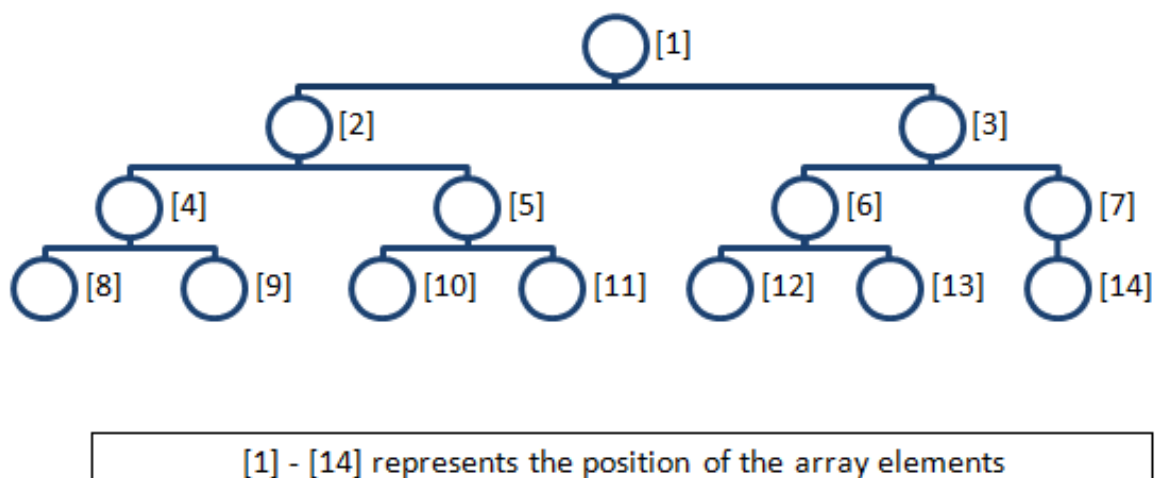 [1]
[2] [3]
[4] [5] [6] [7]
[8] [9] [10] [11] [12] [13] [14]
[1] - [14] represents the position of the array elements